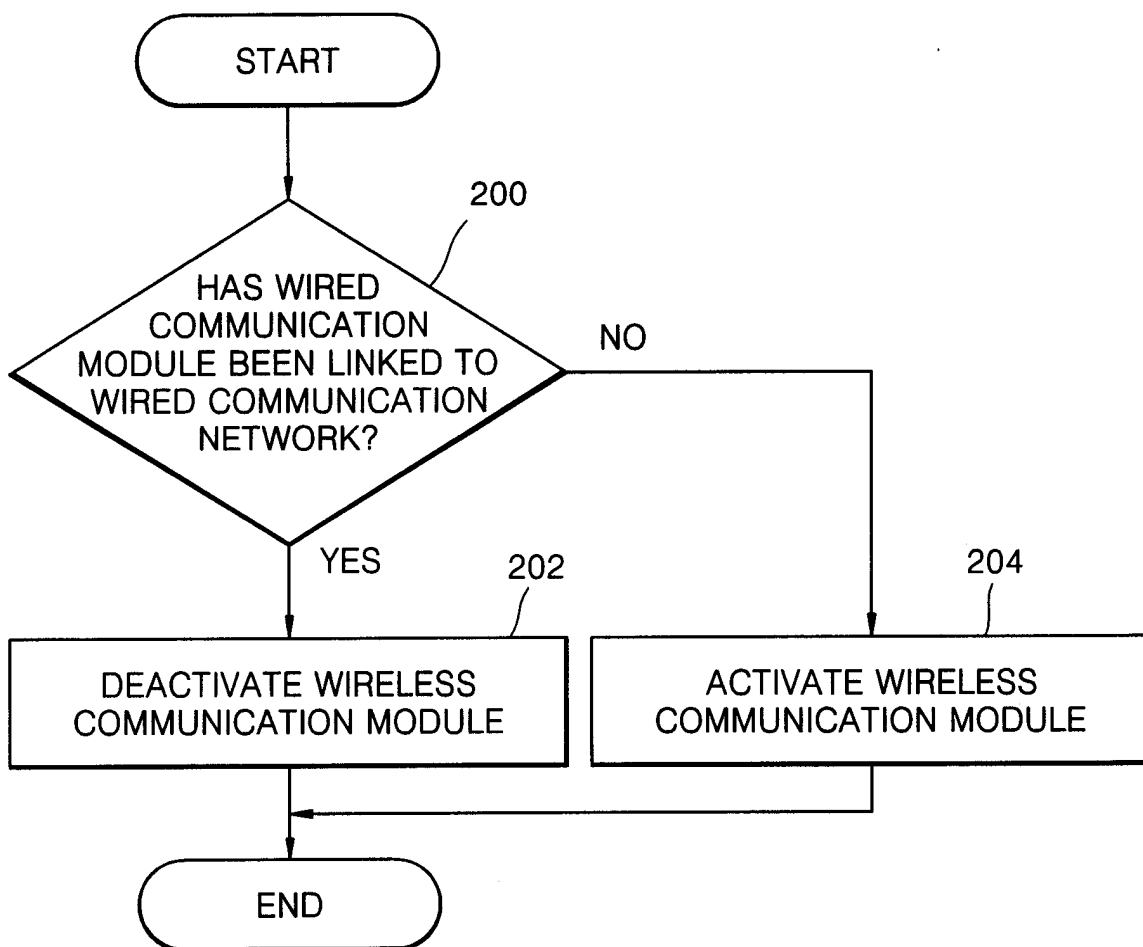 START
200
HAS WIRED
COMMUNICATION
MODULE BEEN LINKED TO
WIRED COMMUNICATION
NETWORK?
NO
YES
202
DEACTIVATE WIRELESS
COMMUNICATION MODULE
204
ACTIVATE WIRELESS
COMMUNICATION MODULE
END